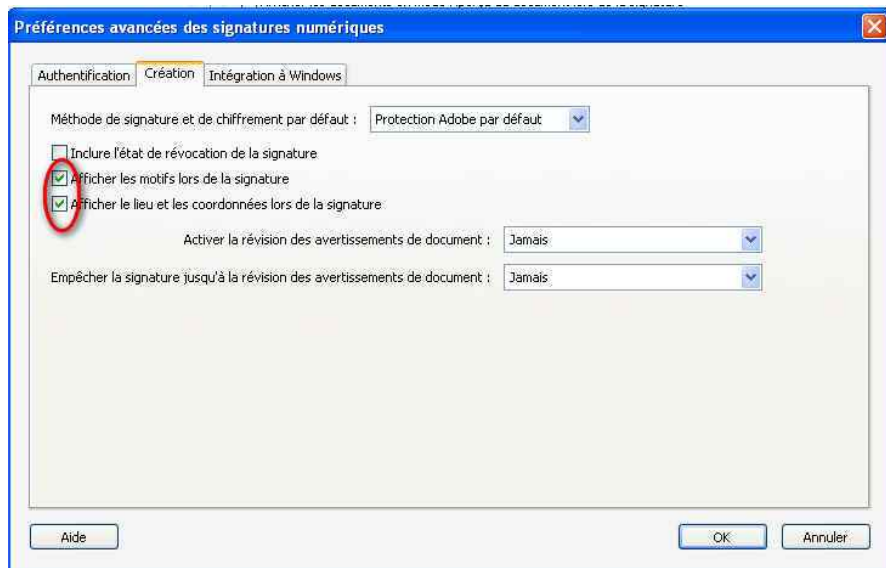 Préférences avancées des signatures numériques
Authentification Création Intégration à Windows
Méthode de signature et de chiffrement par défaut : Protection Adobe par défaut
Inclure l'état de révocation de la signature
Afficher les motifs lors de la signature
Afficher le lieu et les coordonnées lors de la signature
Activer la révision des avertissements de document : Jamais
Empêcher la signature jusqu'à la révision des avertissements de document : Jamais
Aide OK Annuler